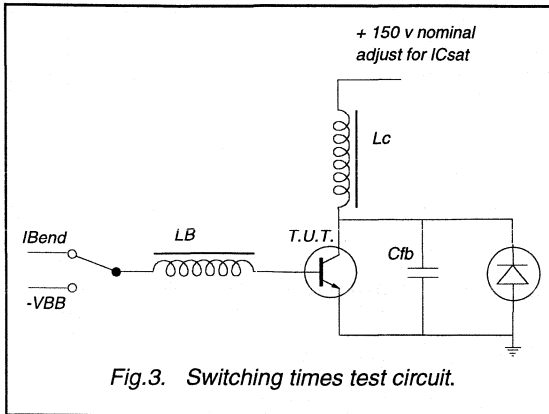 + 150 v nominal
adjust for ICsat
Lc
IBend
LB
T.U.T.
Cfb
-VBB
Fig.3. Switching times test circuit.